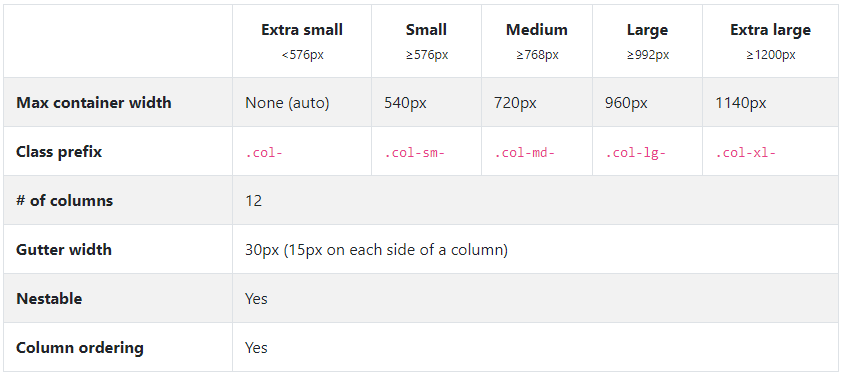 Extra small Small Medium Large Extra large
<576px ≥576px ≥768px ≥992px ≥1200px
Max container width None (auto) 540px 720px 960px 1140px
Class prefix .col- .col-sm- .col-md- .col-lg- .col-xl-
# of columns 12
Gutter width 30px (15px on each side of a column)
Nestable Yes
Column ordering Yes